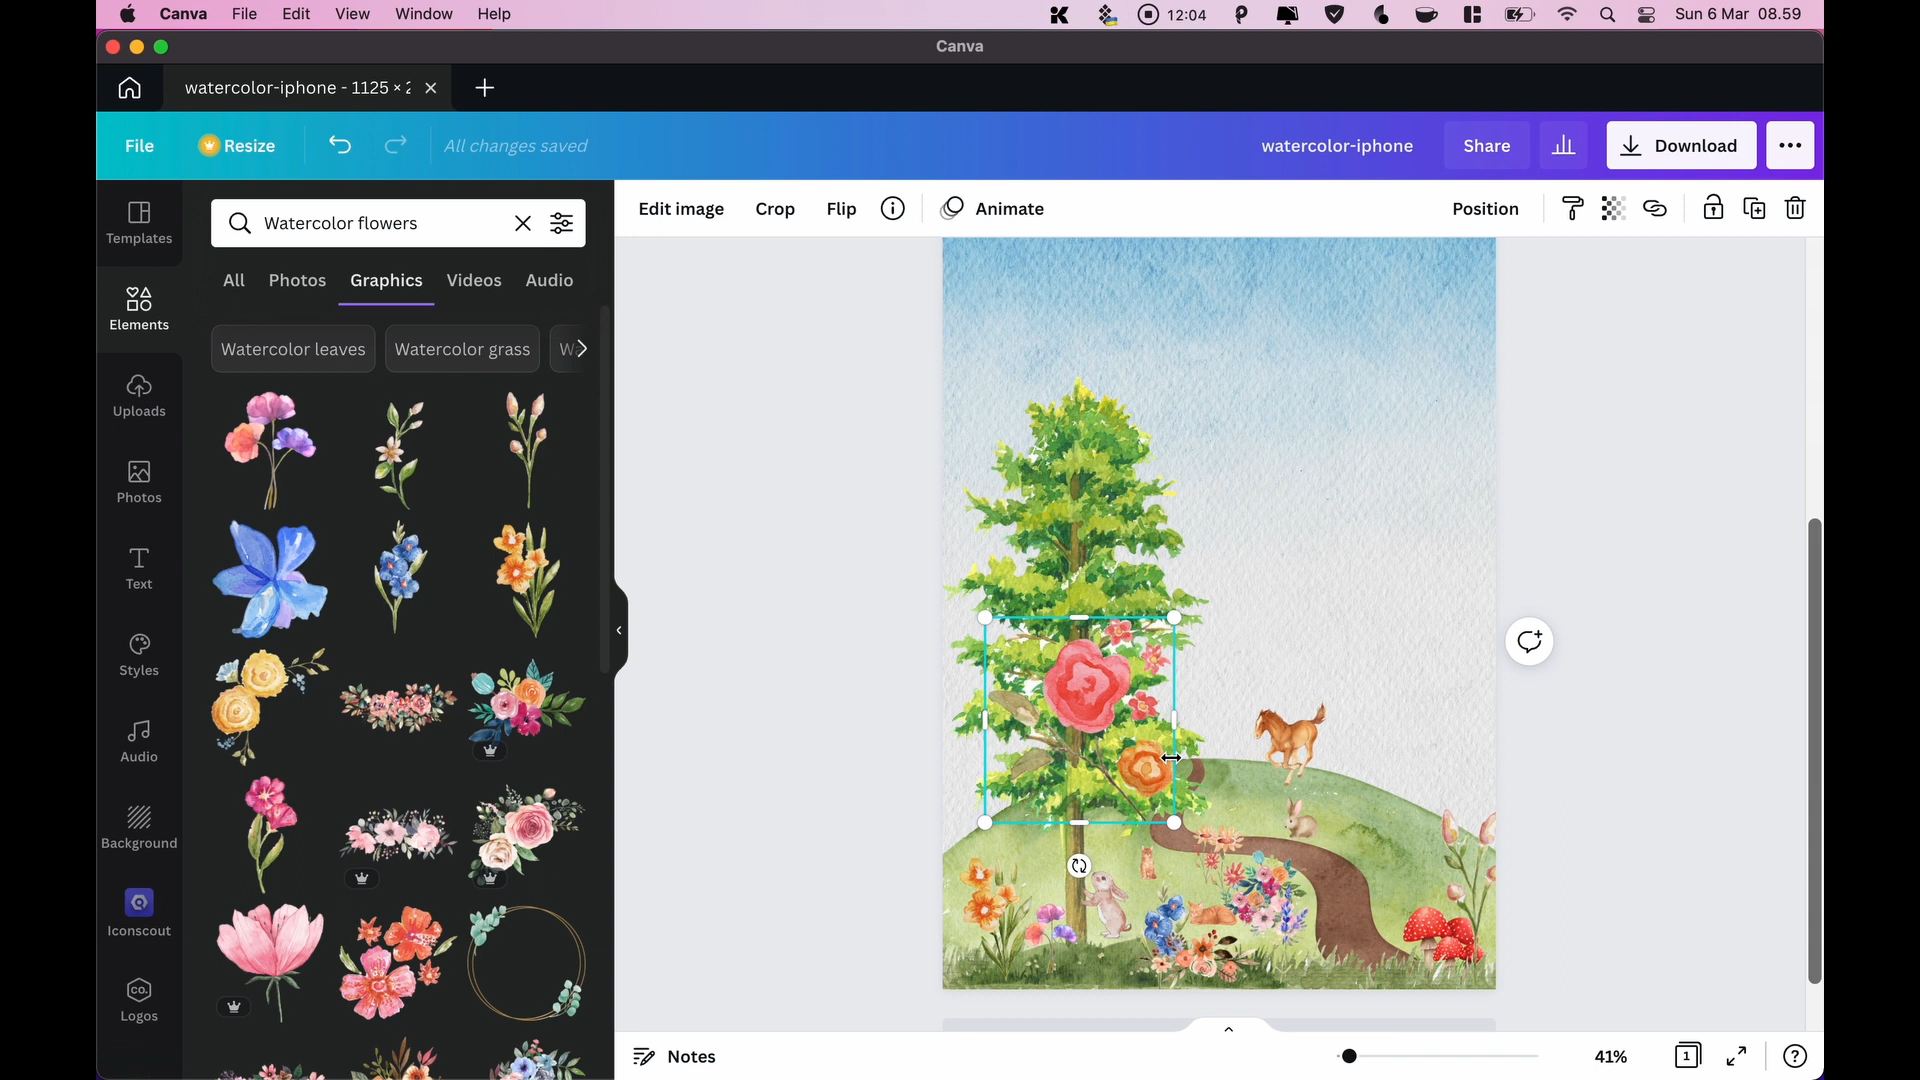 Canva File Edit View Window Help 12:04 Sun 6 Mar 08.59
Canva
watercolor-iphone - 1125 ×
File Resize All changes saved watercolor-iphone Share Download
Templates
Elements
Uploads
Photos
Text
Styles
Audio
Background
Iconscout
CO.
Logos
Watercolor flowers
All Photos Graphics Videos Audio
Watercolor leaves Watercolor grass
Edit image Crop Flip Animate Position
Notes 41% 1